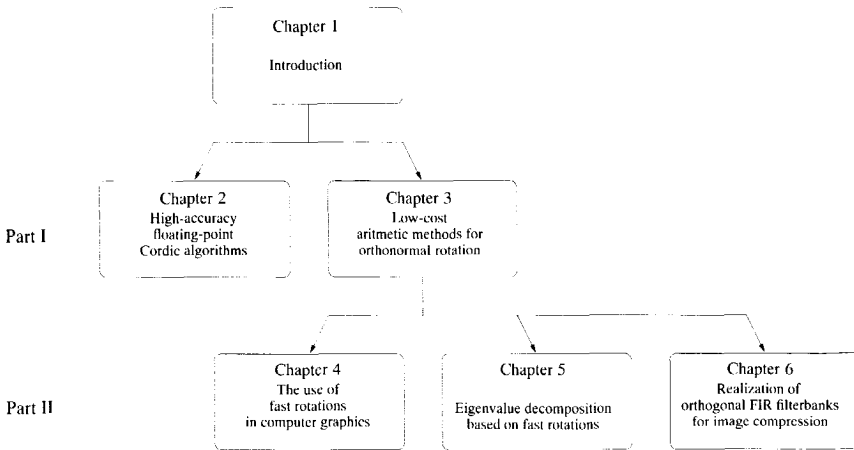 Chapter 1
Introduction
Part I
Chapter 2
High-accuracy
floating-point
Cordic algorithms
Chapter 3
Low-cost
aritmetic methods for
orthonormal rotation
Part II
Chapter 4
The use of
fast rotations
in computer graphics
Chapter 5
Eigenvalue decomposition
based on fast rotations
Chapter 6
Realization of
orthogonal FIR filterbanks
for image compression